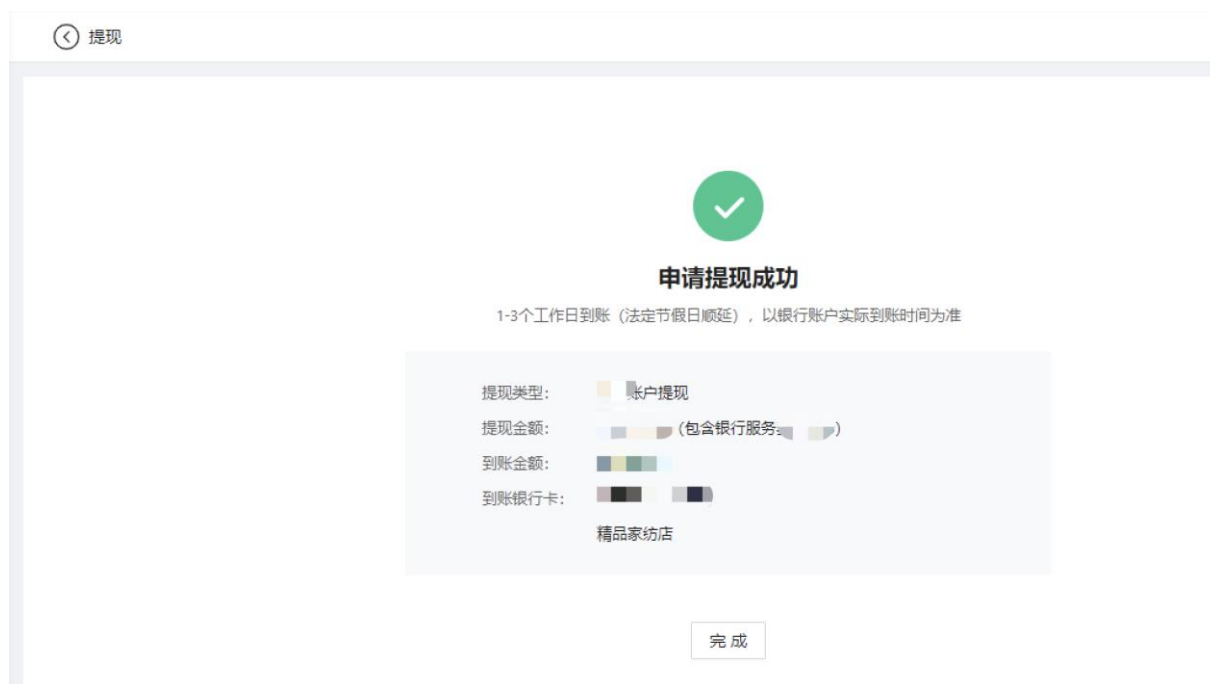 提现
申请提现成功
1-3个工作日到账（法定节假日顺延），以银行账户实际到账时间为准
提现类型： 账户提现
提现金额： (包含银行服务 )
到账金额：
到账银行卡：
精品家纺店
完成